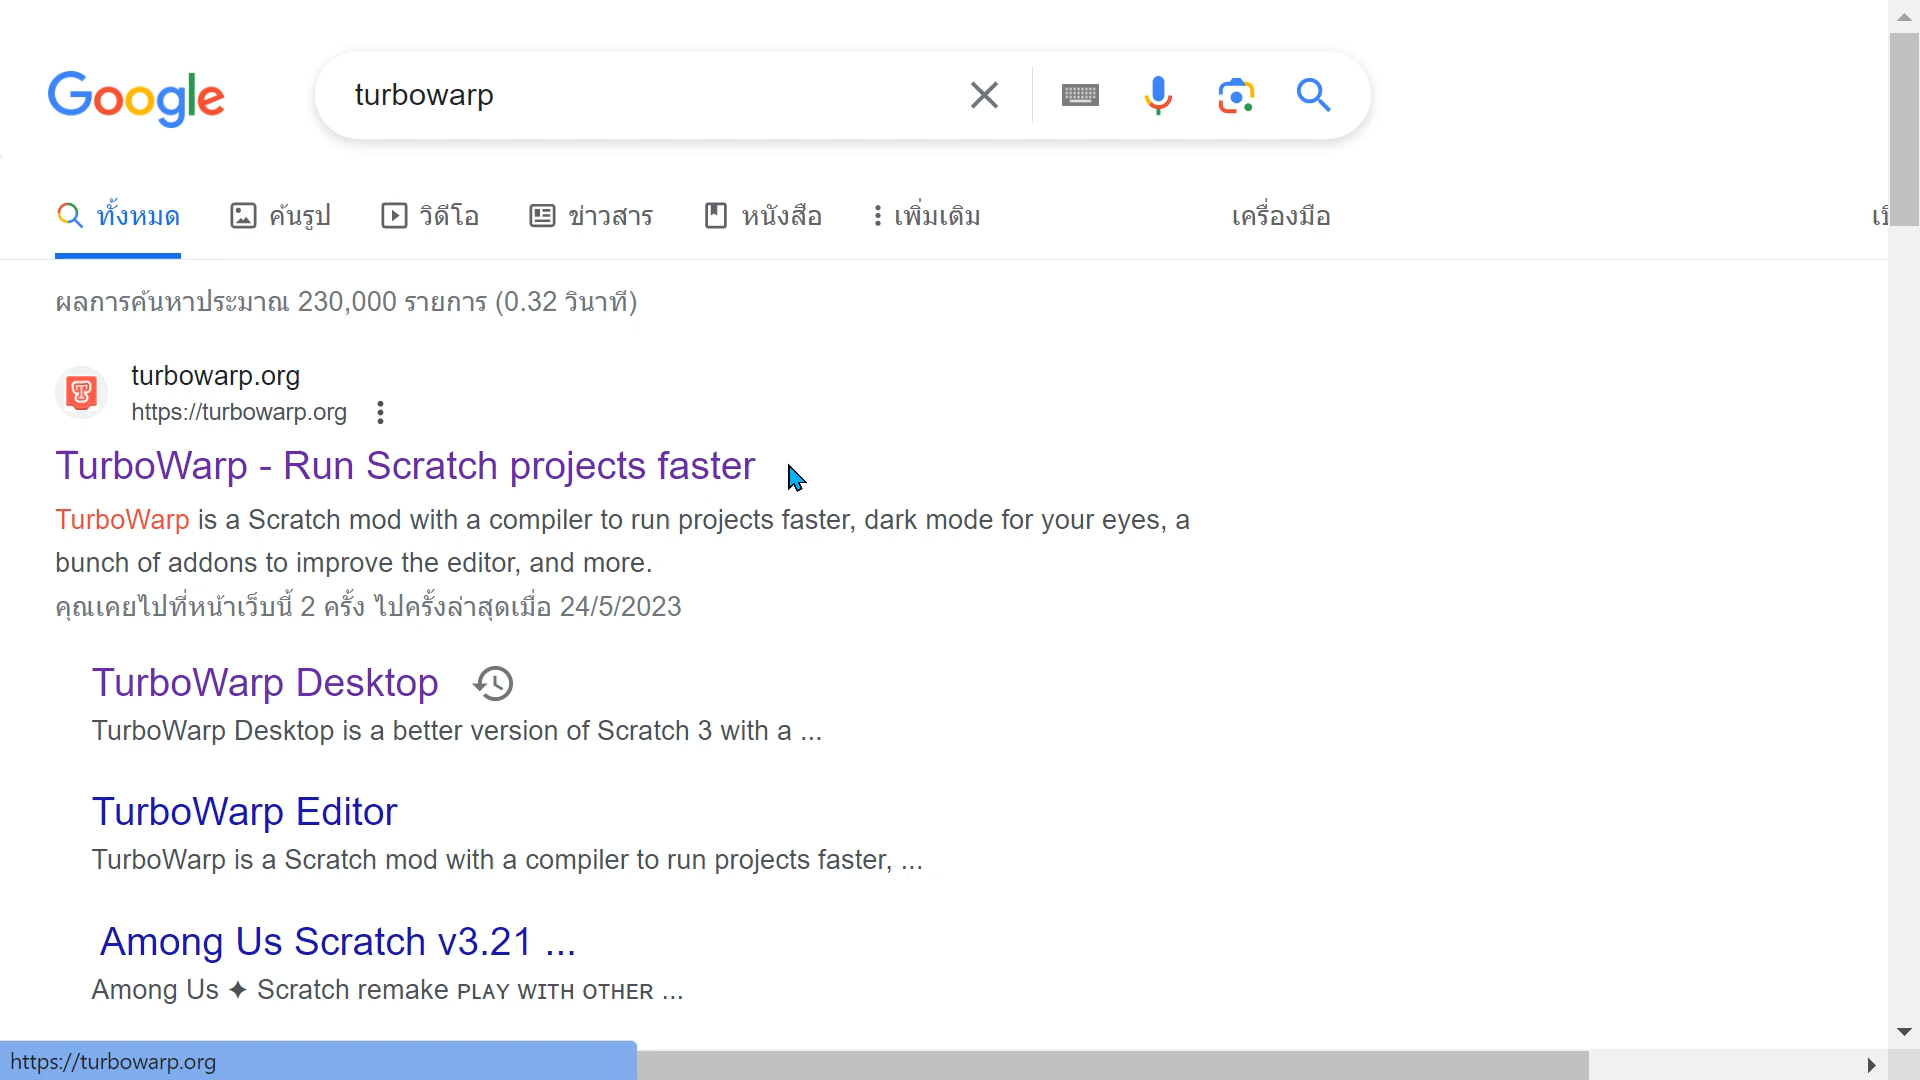 Google
turbowarp
ทั้งหมด
ค้นรูป
วิดีโอ
ข่าวสาร
หนังสือ
เพิ่มเติม
เครื่องมือ
ผลการค้นหาประมาณ 230,000 รายการ (0.32 วินาที)
turbowarp.org
https://turbowarp.org
TurboWarp - Run Scratch projects faster
TurboWarp is a Scratch mod with a compiler to run projects faster, dark mode for your eyes, a
bunch of addons to improve the editor, and more.
คุณเคยไปที่หน้าเว็บนี้ 2 ครั้ง ไปครั้งล่าสุดเมื่อ 24/5/2023
TurboWarp Desktop
TurboWarp Desktop is a better version of Scratch 3 with a ...
TurboWarp Editor
TurboWarp is a Scratch mod with a compiler to run projects faster, ...
Among Us Scratch v3.21 ...
Among Us ✦ Scratch remake ᴘʟᴀʏ ᴡɪᴛʜ ᴏᴛʜᴇʀ ...
https://turbowarp.org